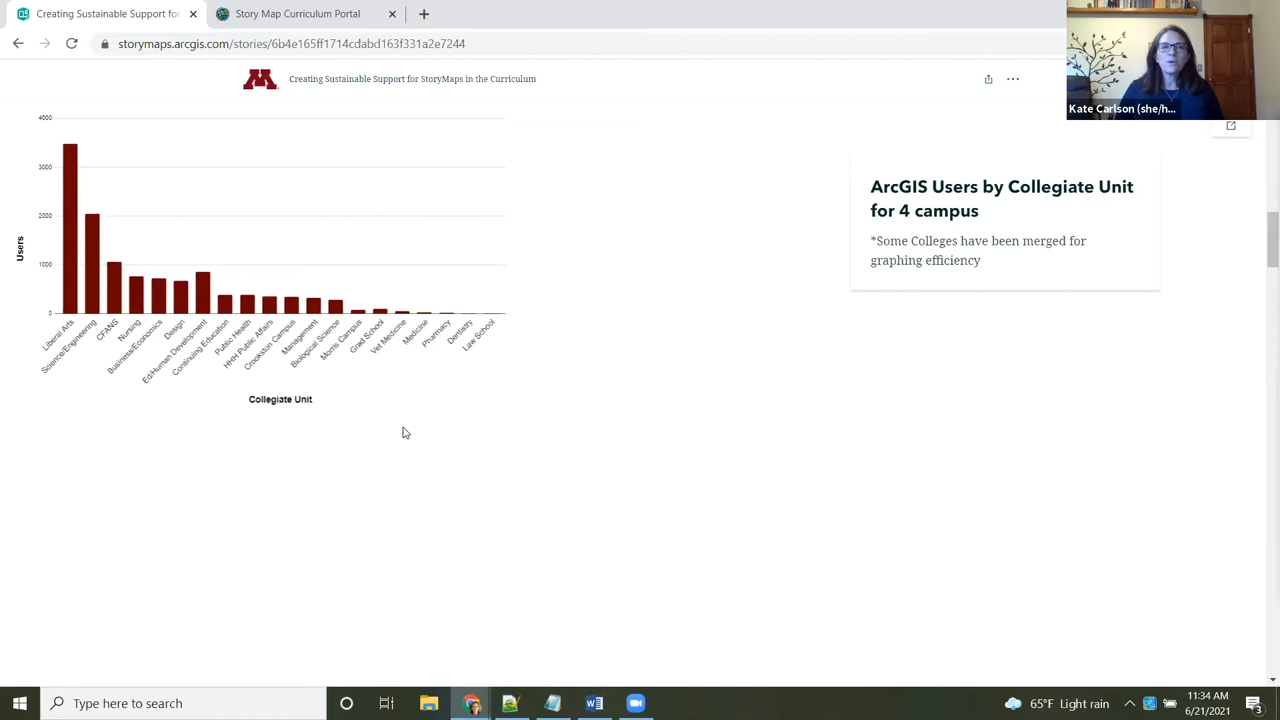 Creating Sustainable Support for
Story Map Curriculum Portal
storymaps.arcgis.com/stories/6b4e165ff1714cdabd163f331a2e7244
Kate Carlson (she/h...
M
Creating Sustainable Support for StoryMaps in the Curriculum
4000
3000
2000
1000
0
Users
Liberal Arts
Science/Engineering
CFANS
Nursing
Business/Economics
Design
Ed/Human Development
Continuing Education
Public Health
HHH Public Affairs
Crookston Campus
Management
Biological Science
Morris Campus
Grad School
Vet Medicine
Medicine
Pharmacy
Dentistry
Law School
Collegiate Unit
ArcGIS Users by Collegiate Unit
for 4 campus
*Some Colleges have been merged for
graphing efficiency
Type here to search
65°F Light rain
11:34 AM
6/21/2021
3